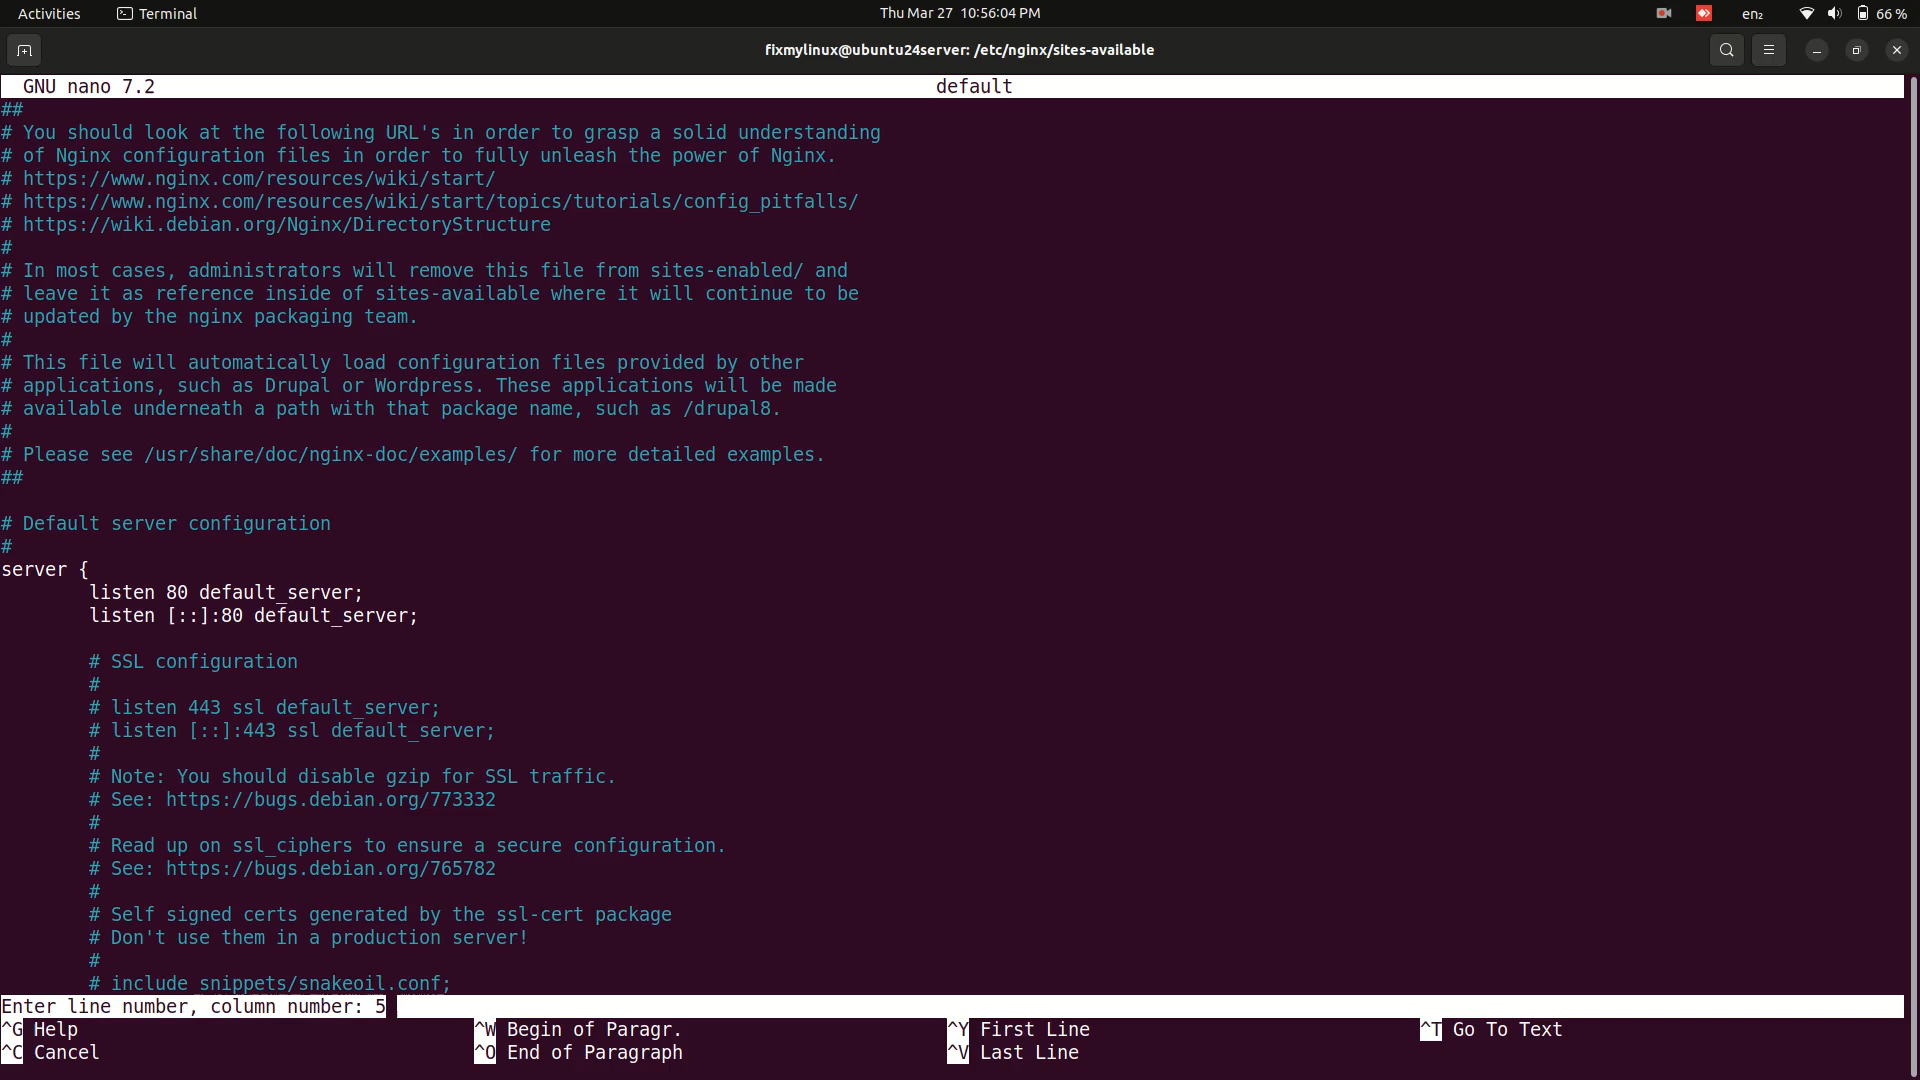 Activities Terminal Thu Mar 27 10:56:04 PM en₂ 66 %
fixmylinux@ubuntu24server: /etc/nginx/sites-available
GNU nano 7.2 default
##
# You should look at the following URL's in order to grasp a solid understanding
# of Nginx configuration files in order to fully unleash the power of Nginx.
# https://www.nginx.com/resources/wiki/start/
# https://www.nginx.com/resources/wiki/start/topics/tutorials/config_pitfalls/
# https://wiki.debian.org/Nginx/DirectoryStructure
#
# In most cases, administrators will remove this file from sites-enabled/ and
# leave it as reference inside of sites-available where it will continue to be
# updated by the nginx packaging team.
#
# This file will automatically load configuration files provided by other
# applications, such as Drupal or Wordpress. These applications will be made
# available underneath a path with that package name, such as /drupal8.
#
# Please see /usr/share/doc/nginx-doc/examples/ for more detailed examples.
##
# Default server configuration
#
server {
listen 80 default_server;
listen [::]:80 default_server;
# SSL configuration
#
# listen 443 ssl default_server;
# listen [::]:443 ssl default_server;
#
# Note: You should disable gzip for SSL traffic.
# See: https://bugs.debian.org/773332
#
# Read up on ssl_ciphers to ensure a secure configuration.
# See: https://bugs.debian.org/765782
#
# Self signed certs generated by the ssl-cert package
# Don't use them in a production server!
#
# include snippets/snakeoil.conf;
Enter line number, column number: 5
^G Help ^W Begin of Paragr. ^Y First Line ^T Go To Text
^C Cancel ^O End of Paragraph ^V Last Line